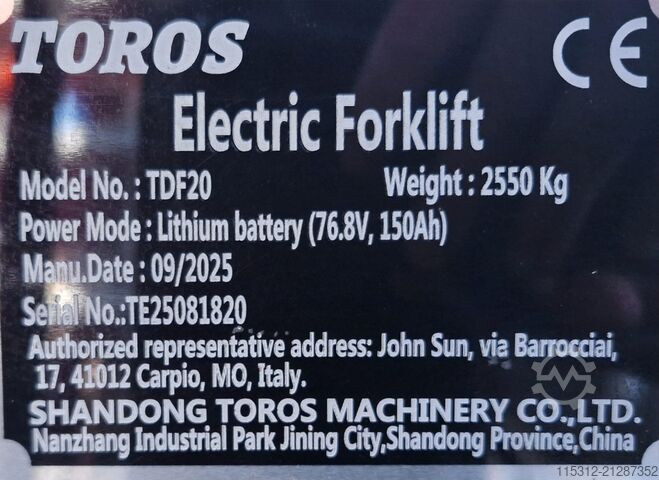 TOROS CE
Electric Forklift
Model No. : TDF20 Weight : 2550 Kg
Power Mode : Lithium battery (76.8V, 150Ah)
Manu.Date : 09/2025
Serial No.:TE25081820
Authorized representative address: John Sun, via Barrocciai,
17, 41012 Carpio, MO, Italy.
SHANDONG TOROS MACHINERY CO.,LTD.
Nanzhang Industrial Park Jining City,Shandong Province,China
115312-21287352